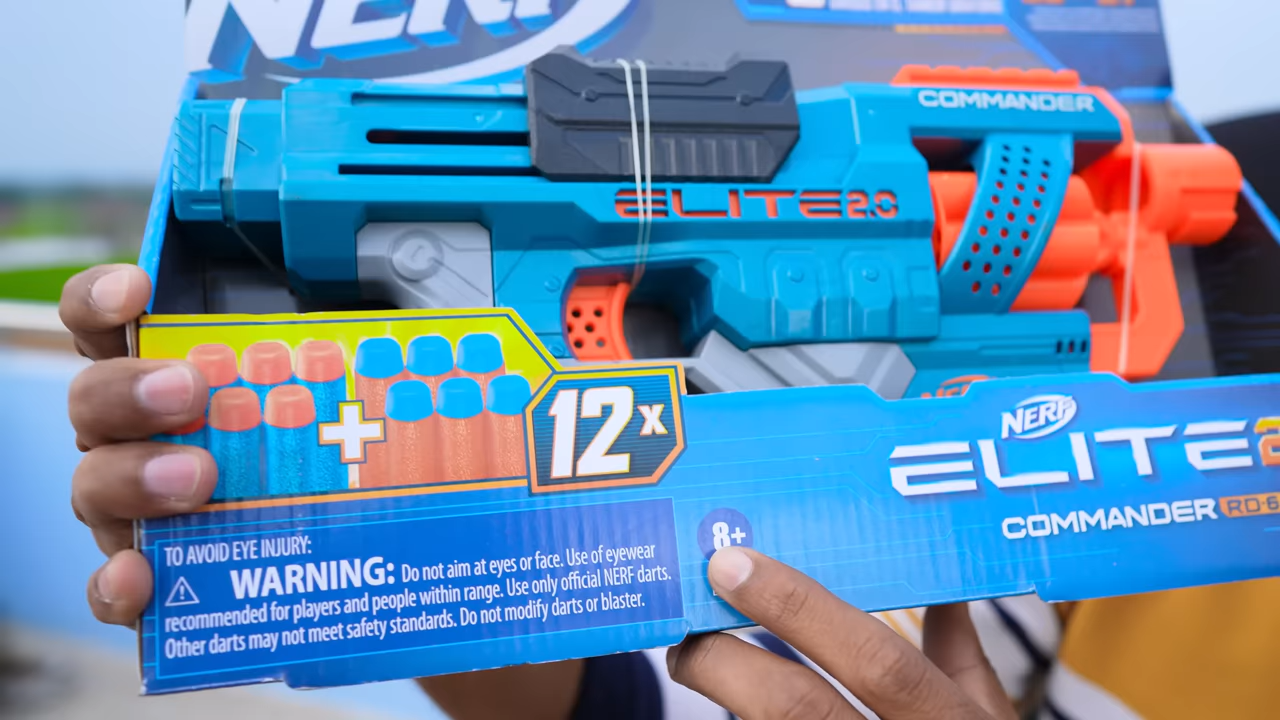 NERF
COMMANDER
ELITE 2.0
12x
NERF
ELITE 2
COMMANDER RD-6
8+
TO AVOID EYE INJURY:
WARNING: Do not aim at eyes or face. Use of eyewear
recommended for players and people within range. Use only official NERF darts.
Other darts may not meet safety standards. Do not modify darts or blaster.